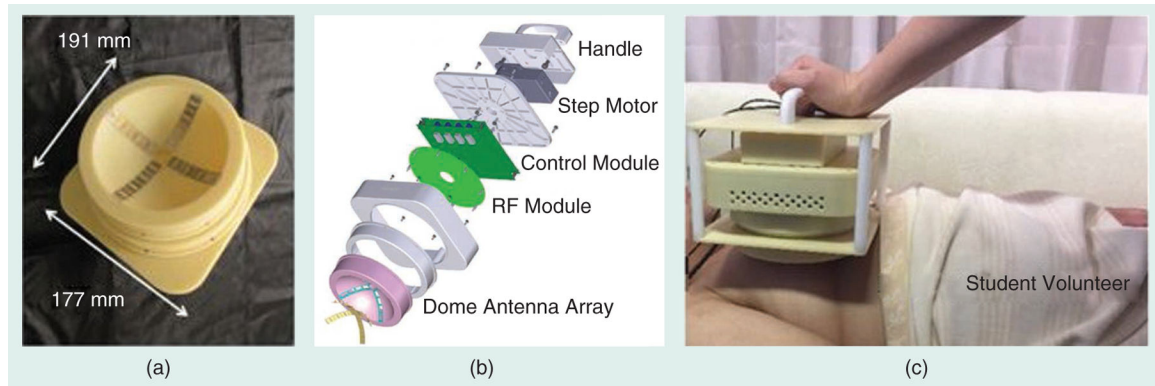 191 mm
177 mm
(a)
Handle
Step Motor
Control Module
RF Module
Dome Antenna Array
(b)
Student Volunteer
(c)